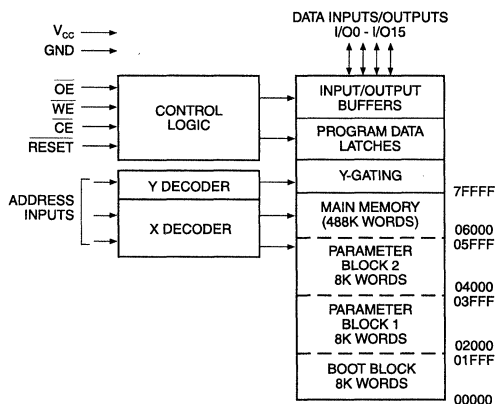 DATA INPUTS/OUTPUTS
I/O0 - I/O15
VCC
GND
OE
WE
CE
RESET
CONTROL
LOGIC
INPUT/OUTPUT
BUFFERS
PROGRAM DATA
LATCHES
Y-GATING
ADDRESS
INPUTS
Y DECODER
X DECODER
7FFFF
MAIN MEMORY
(488K WORDS)
06000
05FFF
PARAMETER
BLOCK 2
8K WORDS
04000
03FFF
PARAMETER
BLOCK 1
8K WORDS
02000
01FFF
BOOT BLOCK
8K WORDS
00000